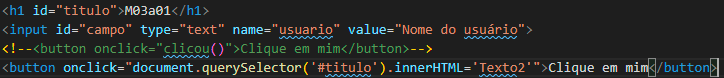 <h1 id="titulo">M03a01</h1>
<input id="campo" type="text" name="usuario" value="Nome do usuário">
<!--<button onclick="clicou()">Clique em mim</button>-->
<button onclick="document.querySelector('#titulo').innerHTML='Texto2'">Clique em mim</button>